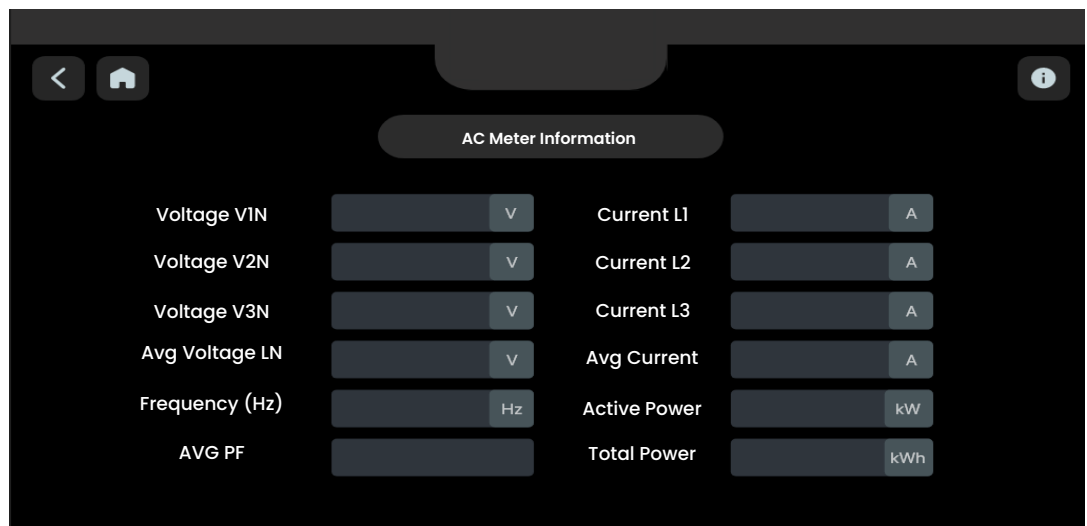 AC Meter Information
Voltage V1N V Current L1 A
Voltage V2N V Current L2 A
Voltage V3N V Current L3 A
Avg Voltage LN V Avg Current A
Frequency (Hz) Hz Active Power kW
AVG PF Total Power kWh